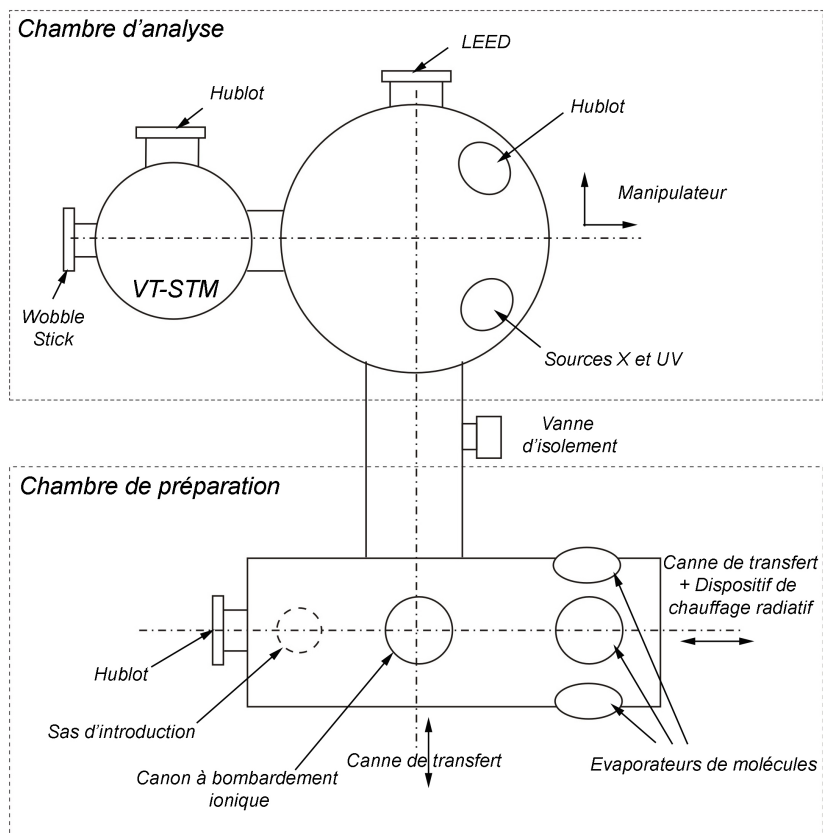 Chambre d'analyse
LEED
Hublot
Hublot
Manipulateur
VT-STM
Wobble
Stick
Sources X et UV
Vanne
d'isolement
Chambre de préparation
Canne de transfert
+ Dispositif de
chauffage radiatif
Hublot
Sas d'introduction
Canne de transfert
Evaporateurs de molécules
Canon à bombardement
ionique